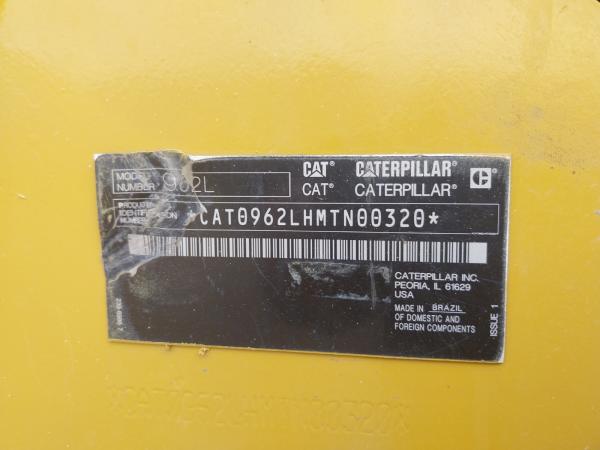 MODEL NUMBER 962L
CAT CATERPILLAR C
CAT® CATERPILLAR®
PRODUCT IDENTIFICATION NUMBER *CAT0962LHMTN00320*
CATERPILLAR INC.
PEORIA, IL 61629
USA
MADE IN BRAZIL
OF DOMESTIC AND
FOREIGN COMPONENTS
ISSUE 1
*CAT0962LHMTN00320*